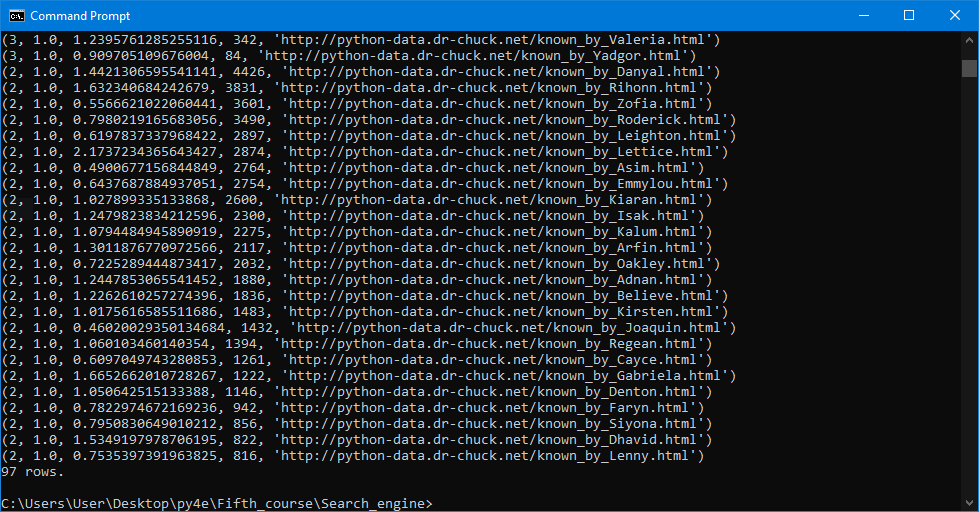 Command Prompt
(3, 1.0, 1.2395761285255116, 342, 'http://python-data.dr-chuck.net/known_by_Valeria.html')
(3, 1.0, 0.909705109676004, 84, 'http://python-data.dr-chuck.net/known_by_Yadgor.html')
(2, 1.0, 1.4421306595541141, 4426, 'http://python-data.dr-chuck.net/known_by_Danyal.html')
(2, 1.0, 1.632340684242679, 3831, 'http://python-data.dr-chuck.net/known_by_Rihonn.html')
(2, 1.0, 0.5566621022060441, 3601, 'http://python-data.dr-chuck.net/known_by_Zofia.html')
(2, 1.0, 0.7980219165683056, 3490, 'http://python-data.dr-chuck.net/known_by_Roderick.html')
(2, 1.0, 0.6197837337968422, 2897, 'http://python-data.dr-chuck.net/known_by_Leighton.html')
(2, 1.0, 2.1737234365643427, 2874, 'http://python-data.dr-chuck.net/known_by_Lettice.html')
(2, 1.0, 0.4900677156844849, 2764, 'http://python-data.dr-chuck.net/known_by_Asim.html')
(2, 1.0, 0.6437687884937051, 2754, 'http://python-data.dr-chuck.net/known_by_Emmylou.html')
(2, 1.0, 1.027899335133868, 2600, 'http://python-data.dr-chuck.net/known_by_Kiaran.html')
(2, 1.0, 1.2479823834212596, 2300, 'http://python-data.dr-chuck.net/known_by_Isak.html')
(2, 1.0, 1.0794484945890919, 2275, 'http://python-data.dr-chuck.net/known_by_Kalum.html')
(2, 1.0, 1.3011876770972566, 2117, 'http://python-data.dr-chuck.net/known_by_Arfin.html')
(2, 1.0, 0.7225289444873417, 2032, 'http://python-data.dr-chuck.net/known_by_Oakley.html')
(2, 1.0, 1.2447853065541452, 1880, 'http://python-data.dr-chuck.net/known_by_Adnan.html')
(2, 1.0, 1.2262610257274396, 1836, 'http://python-data.dr-chuck.net/known_by_Believe.html')
(2, 1.0, 1.0175616585511686, 1483, 'http://python-data.dr-chuck.net/known_by_Kirsten.html')
(2, 1.0, 0.46020029350134684, 1432, 'http://python-data.dr-chuck.net/known_by_Joaquin.html')
(2, 1.0, 1.060103460140354, 1394, 'http://python-data.dr-chuck.net/known_by_Regean.html')
(2, 1.0, 0.6097049743280853, 1261, 'http://python-data.dr-chuck.net/known_by_Cayce.html')
(2, 1.0, 1.6652662010728267, 1222, 'http://python-data.dr-chuck.net/known_by_Gabriela.html')
(2, 1.0, 1.050642515133388, 1146, 'http://python-data.dr-chuck.net/known_by_Denton.html')
(2, 1.0, 0.7822974672169236, 942, 'http://python-data.dr-chuck.net/known_by_Faryn.html')
(2, 1.0, 0.7950830649010212, 856, 'http://python-data.dr-chuck.net/known_by_Siyona.html')
(2, 1.0, 1.5349197978706195, 822, 'http://python-data.dr-chuck.net/known_by_Dhavid.html')
(2, 1.0, 0.7535397391963825, 816, 'http://python-data.dr-chuck.net/known_by_Lenny.html')
97 rows.
C:\Users\User\Desktop\py4e\Fifth_course\Search_engine>